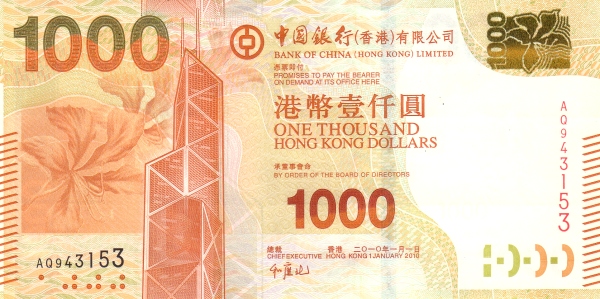 1000
中國銀行(香港)有限公司
BANK OF CHINA (HONG KONG) LIMITED
憑票即付
PROMISES TO PAY THE BEARER
ON DEMAND AT ITS OFFICE HERE
1000
港幣壹仟圓
ONE THOUSAND
HONG KONG DOLLARS
承董事會命
BY ORDER OF THE BOARD OF DIRECTORS
1000
總裁 香港 二〇一〇年一月一日
CHIEF EXECUTIVE HONG KONG 1 JANUARY 2010
AQ943153
AQ943153